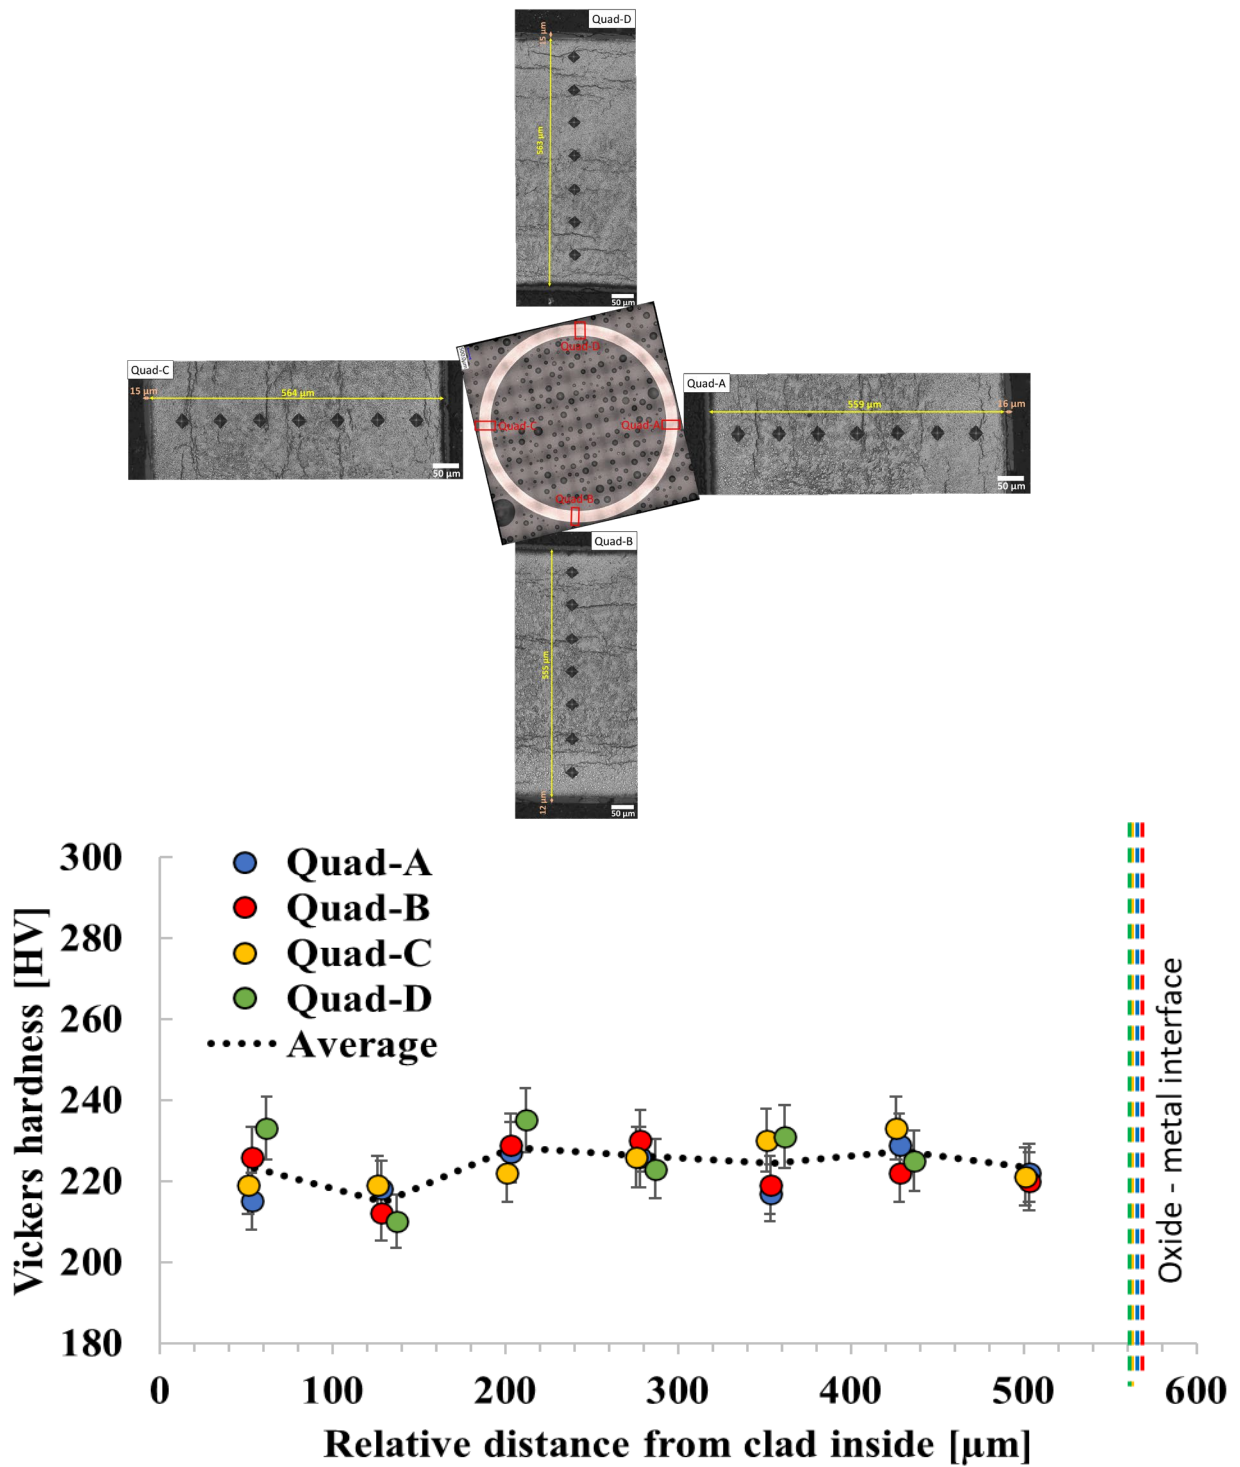 Quad-D
15 µm
563 µm
50 µm
Quad-C
15 µm
564 µm
50 µm
Quad-D
Quad-C
Quad-A
Quad-B
Quad-A
559 µm
16 µm
50 µm
Quad-B
555 µm
12 µm
50 µm
300
280
260
240
220
200
180
Vickers hardness [HV]
Quad-A
Quad-B
Quad-C
Quad-D
Average
Oxide - metal interface
0 100 200 300 400 500 600
Relative distance from clad inside [µm]